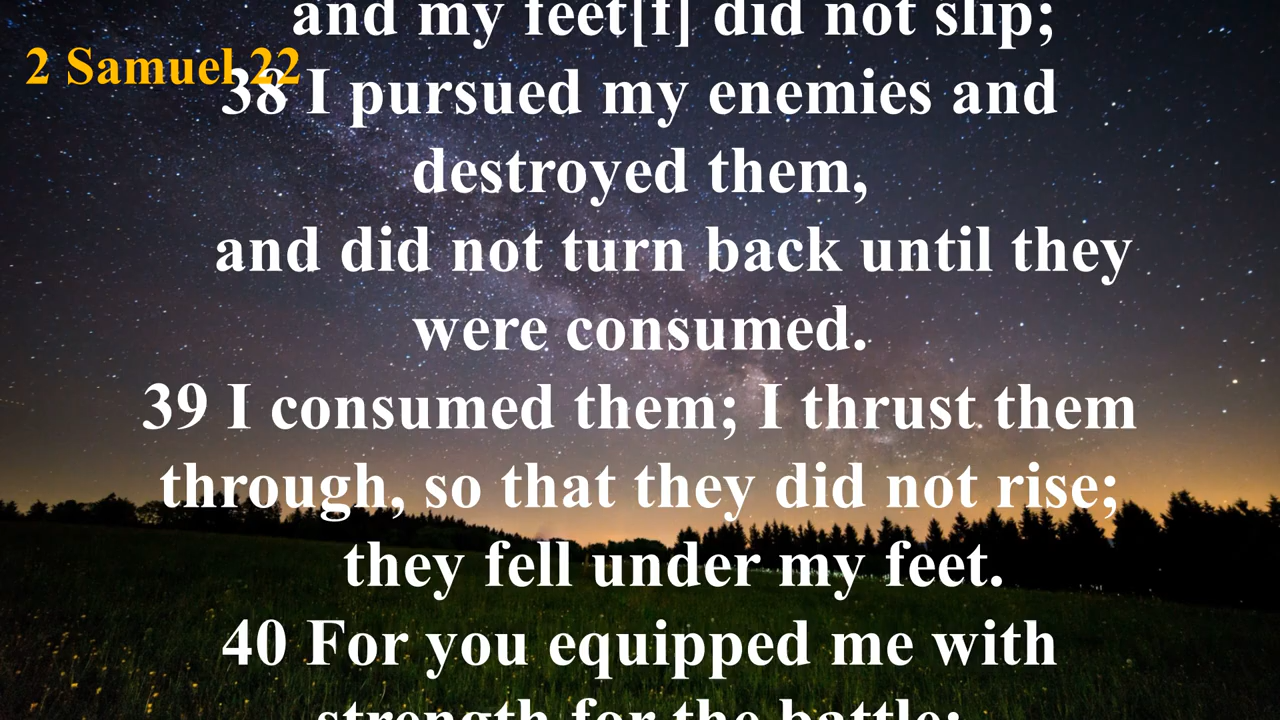 and my feet[f] did not slip;
2 Samuel 22
38 I pursued my enemies and
destroyed them,
and did not turn back until they
were consumed.
39 I consumed them; I thrust them
through, so that they did not rise;
they fell under my feet.
40 For you equipped me with
strength for the battle;